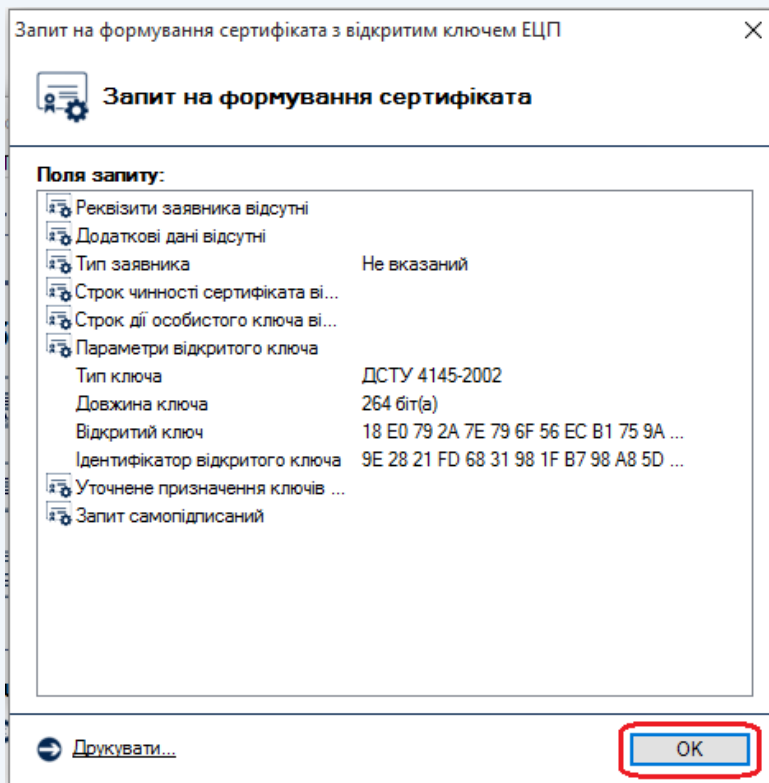 Запит на формування сертифіката з відкритим ключем ЕЦП
Запит на формування сертифіката
Поля запиту:
Реквізити заявника відсутні
Додаткові дані відсутні
Тип заявника Не вказаний
Строк чинності сертифіката ві...
Строк дії особистого ключа ві...
Параметри відкритого ключа
Тип ключа ДСТУ 4145-2002
Довжина ключа 264 біт(а)
Відкритий ключ 18 E0 79 2A 7E 79 6F 56 EC B1 75 9A ...
Ідентифікатор відкритого ключа 9E 28 21 FD 68 31 98 1F B7 98 A8 5D ...
Уточнене призначення ключів ...
Запит самопідписаний
Друкувати...
OK